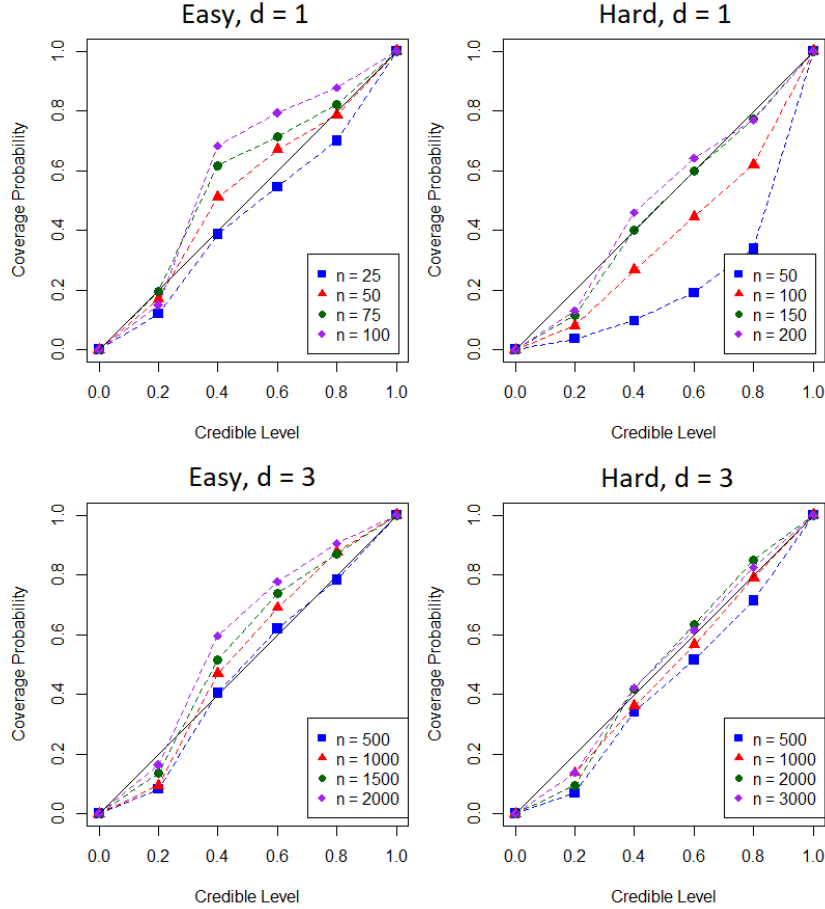 Easy, d = 1
Coverage Probability
1.0
0.8
0.6
0.4
0.2
0.0
n = 25
n = 50
n = 75
n = 100
0.0 0.2 0.4 0.6 0.8 1.0
Credible Level
Hard, d = 1
Coverage Probability
1.0
0.8
0.6
0.4
0.2
0.0
n = 50
n = 100
n = 150
n = 200
0.0 0.2 0.4 0.6 0.8 1.0
Credible Level
Easy, d = 3
Coverage Probability
1.0
0.8
0.6
0.4
0.2
0.0
n = 500
n = 1000
n = 1500
n = 2000
0.0 0.2 0.4 0.6 0.8 1.0
Credible Level
Hard, d = 3
Coverage Probability
1.0
0.8
0.6
0.4
0.2
0.0
n = 500
n = 1000
n = 2000
n = 3000
0.0 0.2 0.4 0.6 0.8 1.0
Credible Level